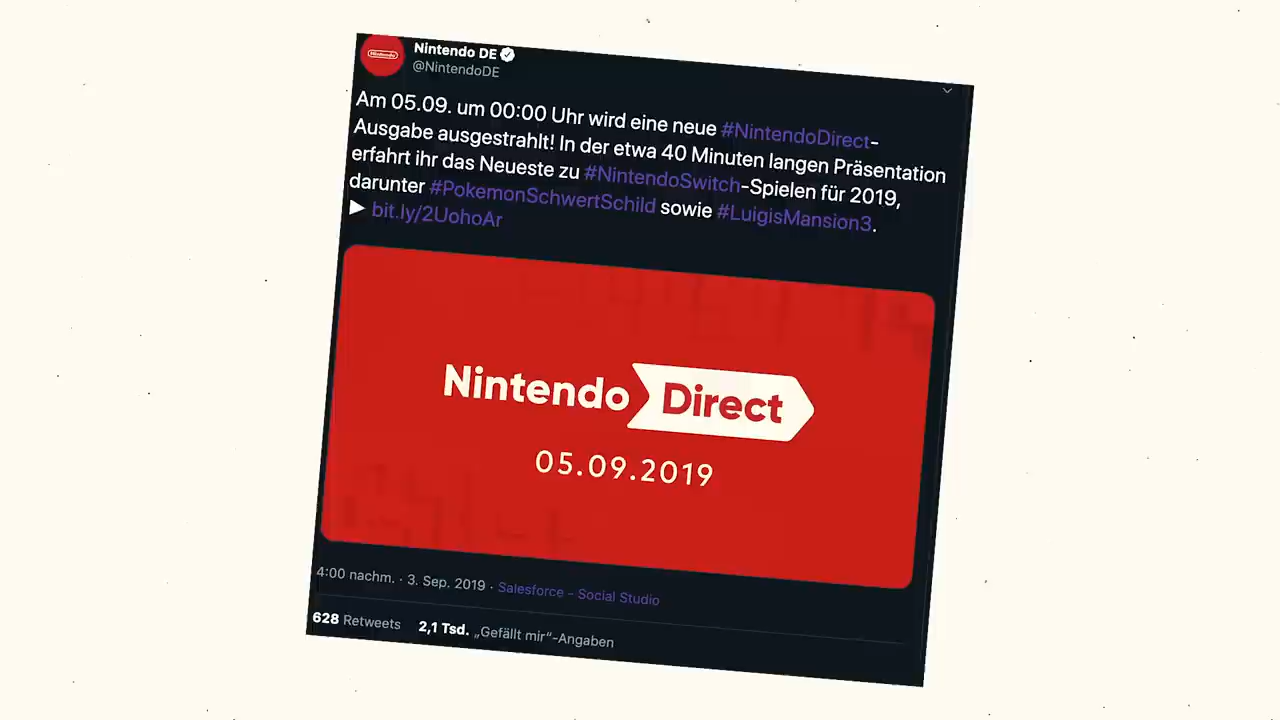 Nintendo
Nintendo DE
@NintendoDE
Am 05.09. um 00:00 Uhr wird eine neue #NintendoDirect-
Ausgabe ausgestrahlt! In der etwa 40 Minuten langen Präsentation
erfahrt ihr das Neueste zu #NintendoSwitch-Spielen für 2019,
darunter #PokemonSchwertSchild sowie #LuigisMansion3.
▶ bit.ly/2UohoAr
Nintendo Direct
05.09.2019
4:00 nachm. · 3. Sep. 2019 · Salesforce - Social Studio
628 Retweets 2,1 Tsd. „Gefällt mir“-Angaben